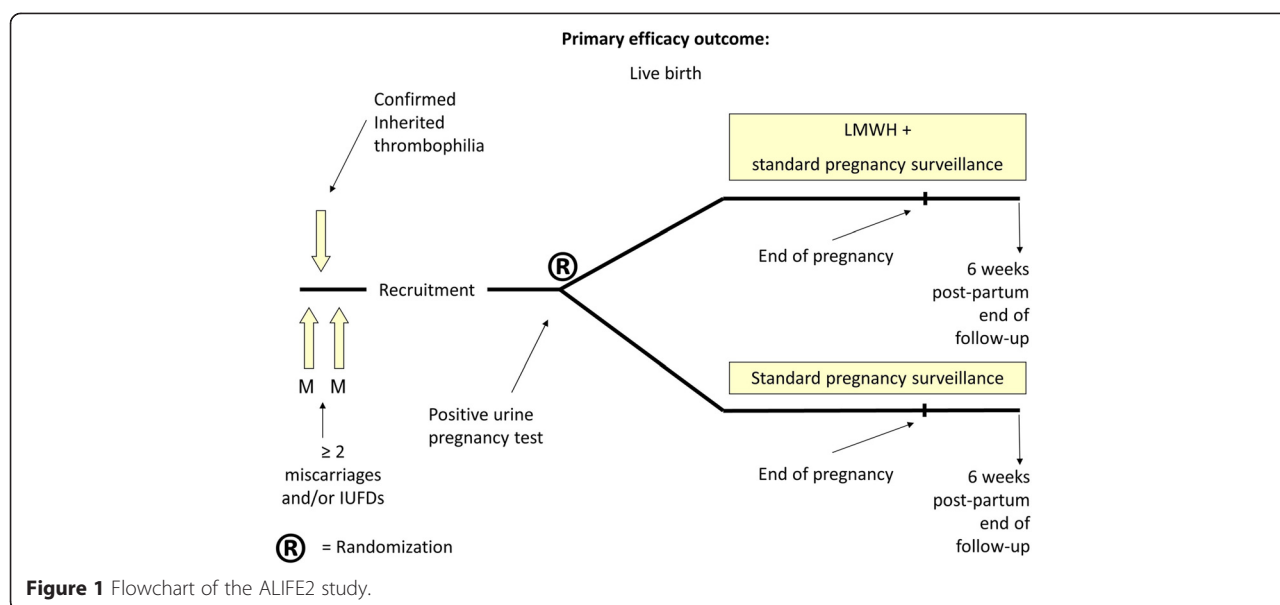 Primary efficacy outcome:
Live birth
Confirmed
Inherited
thrombophilia
LMWH +
standard pregnancy surveillance
End of pregnancy
6 weeks
post-partum
end of
follow-up
Recruitment
®
M M
≥ 2
miscarriages
and/or IUFDs
Positive urine
pregnancy test
Standard pregnancy surveillance
End of pregnancy
6 weeks
post-partum
end of
follow-up
® = Randomization
Figure 1 Flowchart of the ALIFE2 study.